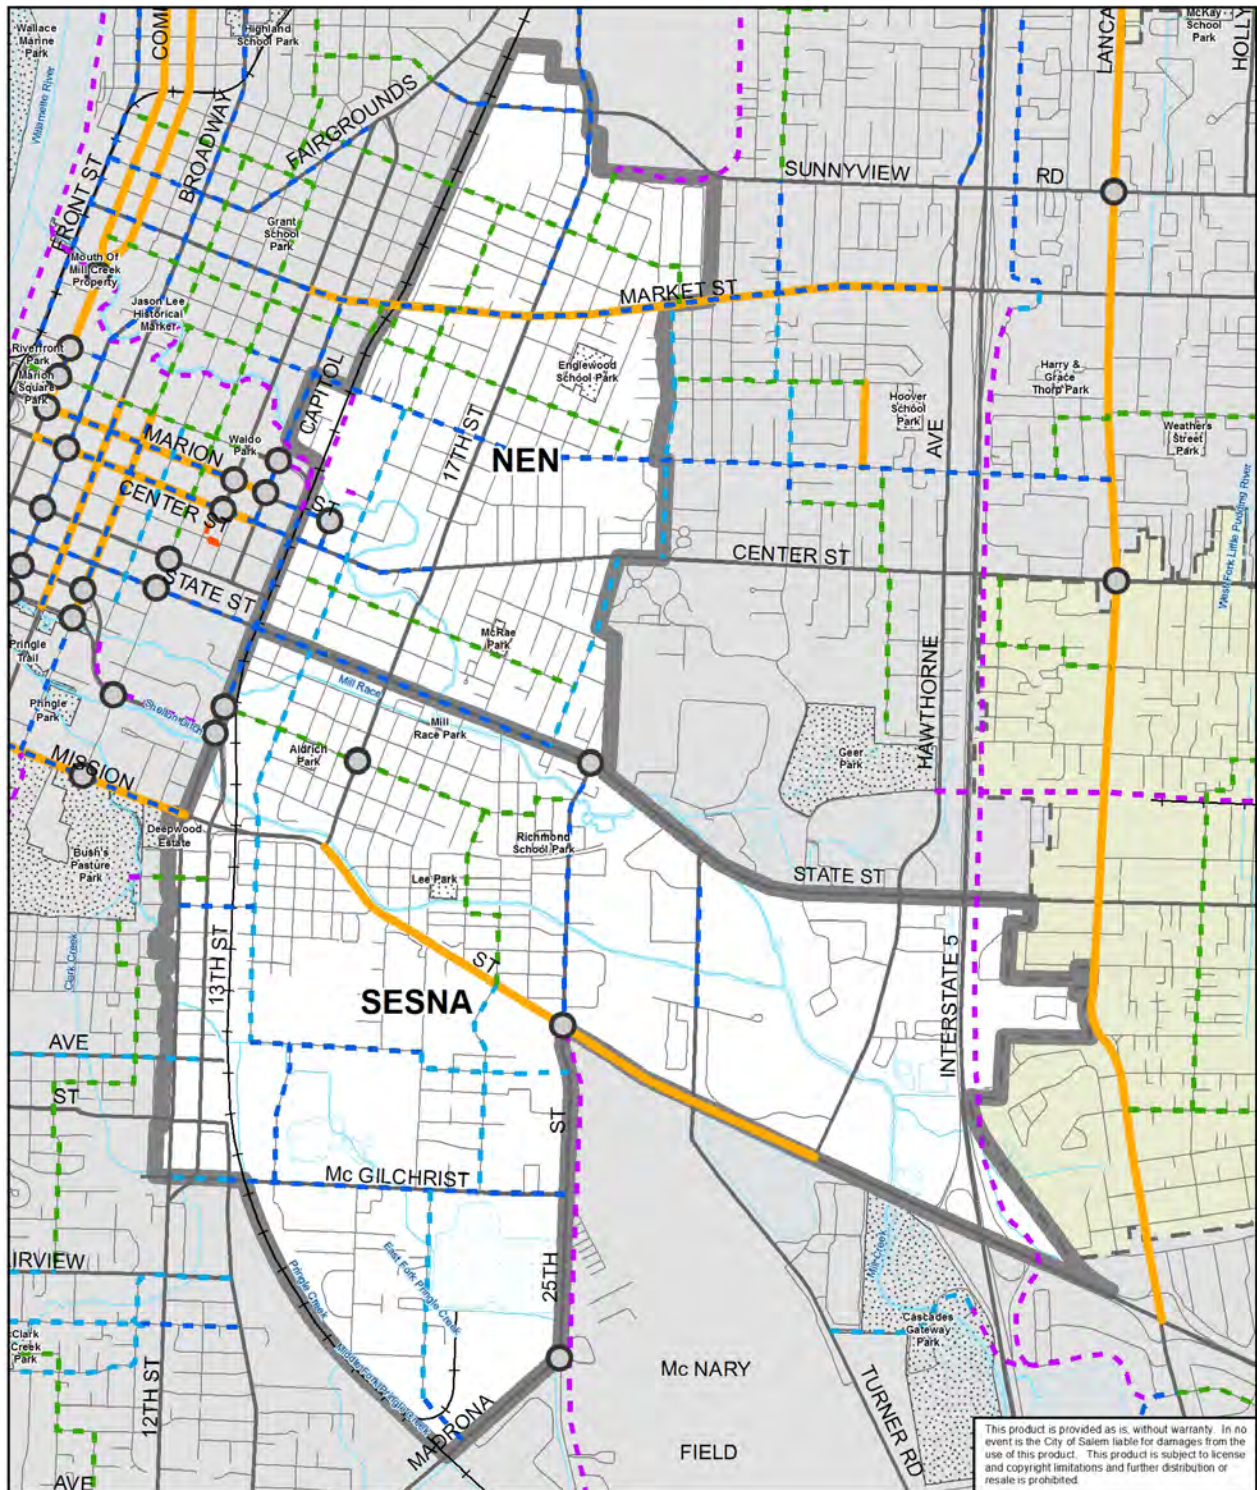 Wallace
Marine
Park
COMM
Highland
School Park
LANCA
McKay
School
Park
HOLLY
Willamette River
FAIRGROUNDS
BROADWAY
FRONT ST
SUNNYVIEW
RD
Grant
School
Park
Mouth Of
Mill Creek
Property
Jason Lee
Historical
Marker
MARKET ST
Riverfront
Park
Marion
Square
Park
CAPITOL
Englewood
School Park
Harry &
Grace
Thorp Park
Hoover
School
Park
AVE
Weathers
Street
Park
MARION
Waldo
Park
17TH ST
NEN
CENTER ST
ST
CENTER ST
West Fork Little Pudding River
STATE ST
Pringle
Trail
McRae
Park
HAWTHORNE
Mill Race
Pringle
Park
Shelton Ditch
Mill
Race Park
Aldrich
Park
Geer
Park
MISSION
Deepwood
Estate
Richmond
School Park
Bush's
Pasture
Park
Lee Park
STATE ST
13TH ST
Clark Creek
ST
SESNA
INTERSTATE 5
AVE
ST
ST
Mc GILCHRIST
IRVIEW
Pringle Creek
East Fork Pringle Creek
25TH
Mill Creek
Clark
Creek
Park
Middle Fork Pringle Creek
Cascades
Gateway
Park
12TH ST
Mc NARY
MADRONA
TURNER RD
FIELD
AVE
This product is provided as is, without warranty. In no
event is the City of Salem liable for damages from the
use of this product. This product is subject to license
and copyright limitations and further distribution or
resale is prohibited.